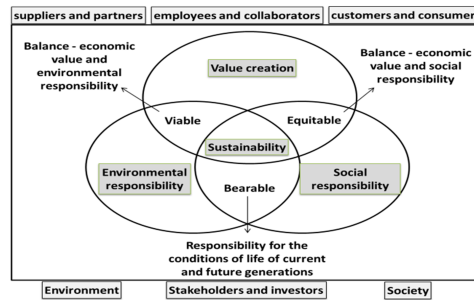 suppliers and partners
employees and collaborators
customers and consumer
Balance - economic
value and
environmental
responsibility
Balance - economic
value and social
responsibility
Value creation
Viable
Equitable
Sustainability
Environmental
responsibility
Social
responsibility
Bearable
Responsibility for the
conditions of life of current
and future generations
Environment
Stakeholders and investors
Society